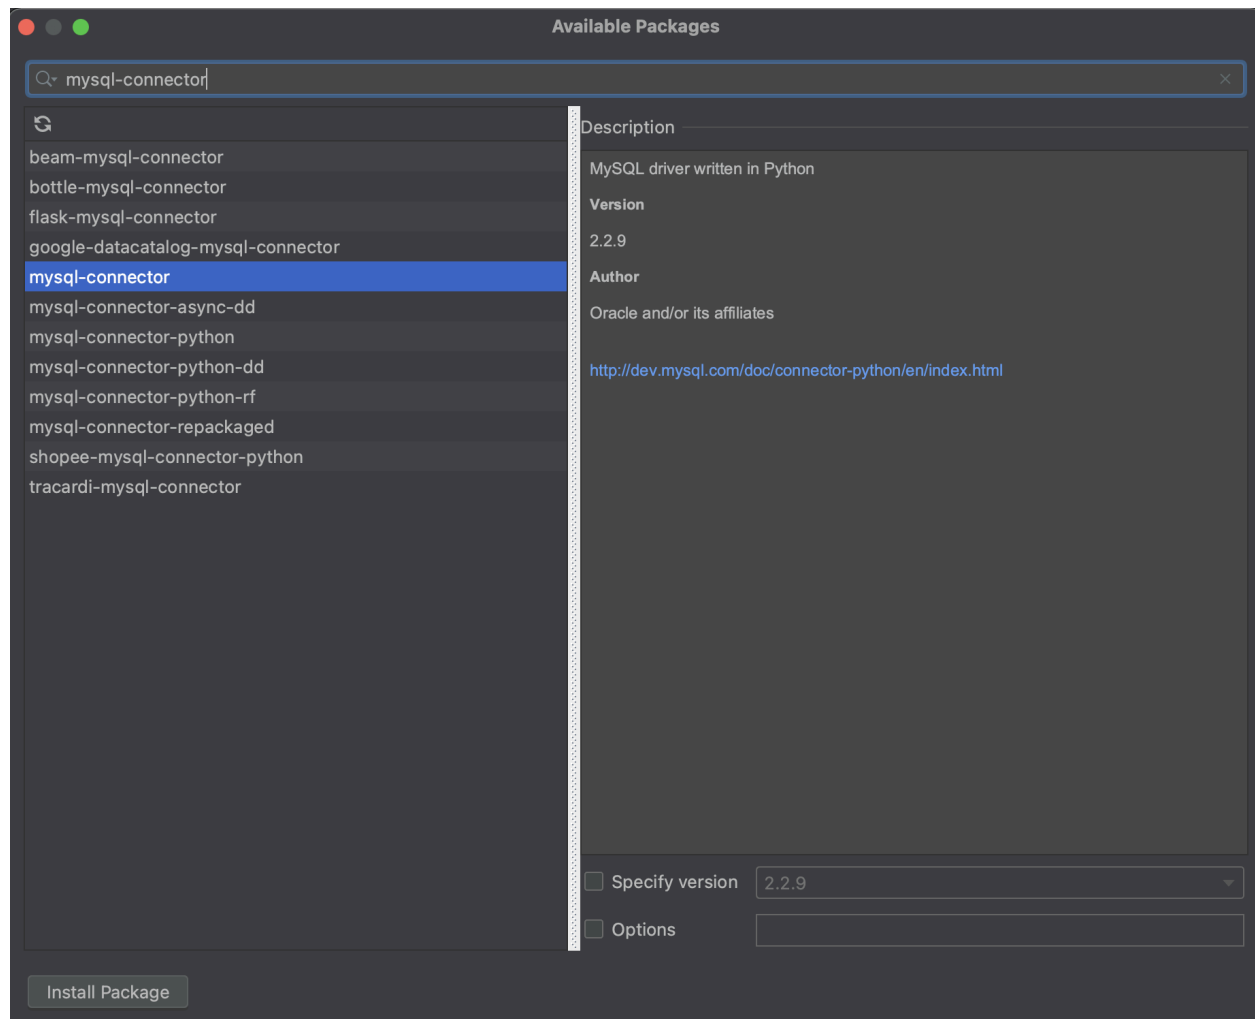 Available Packages
mysql-connector
Description
beam-mysql-connector
bottle-mysql-connector
flask-mysql-connector
google-datacatalog-mysql-connector
mysql-connector
mysql-connector-async-dd
mysql-connector-python
mysql-connector-python-dd
mysql-connector-python-rf
mysql-connector-repackaged
shopee-mysql-connector-python
tracardi-mysql-connector
MySQL driver written in Python
Version
2.2.9
Author
Oracle and/or its affiliates
http://dev.mysql.com/doc/connector-python/en/index.html
Specify version 2.2.9
Options
Install Package